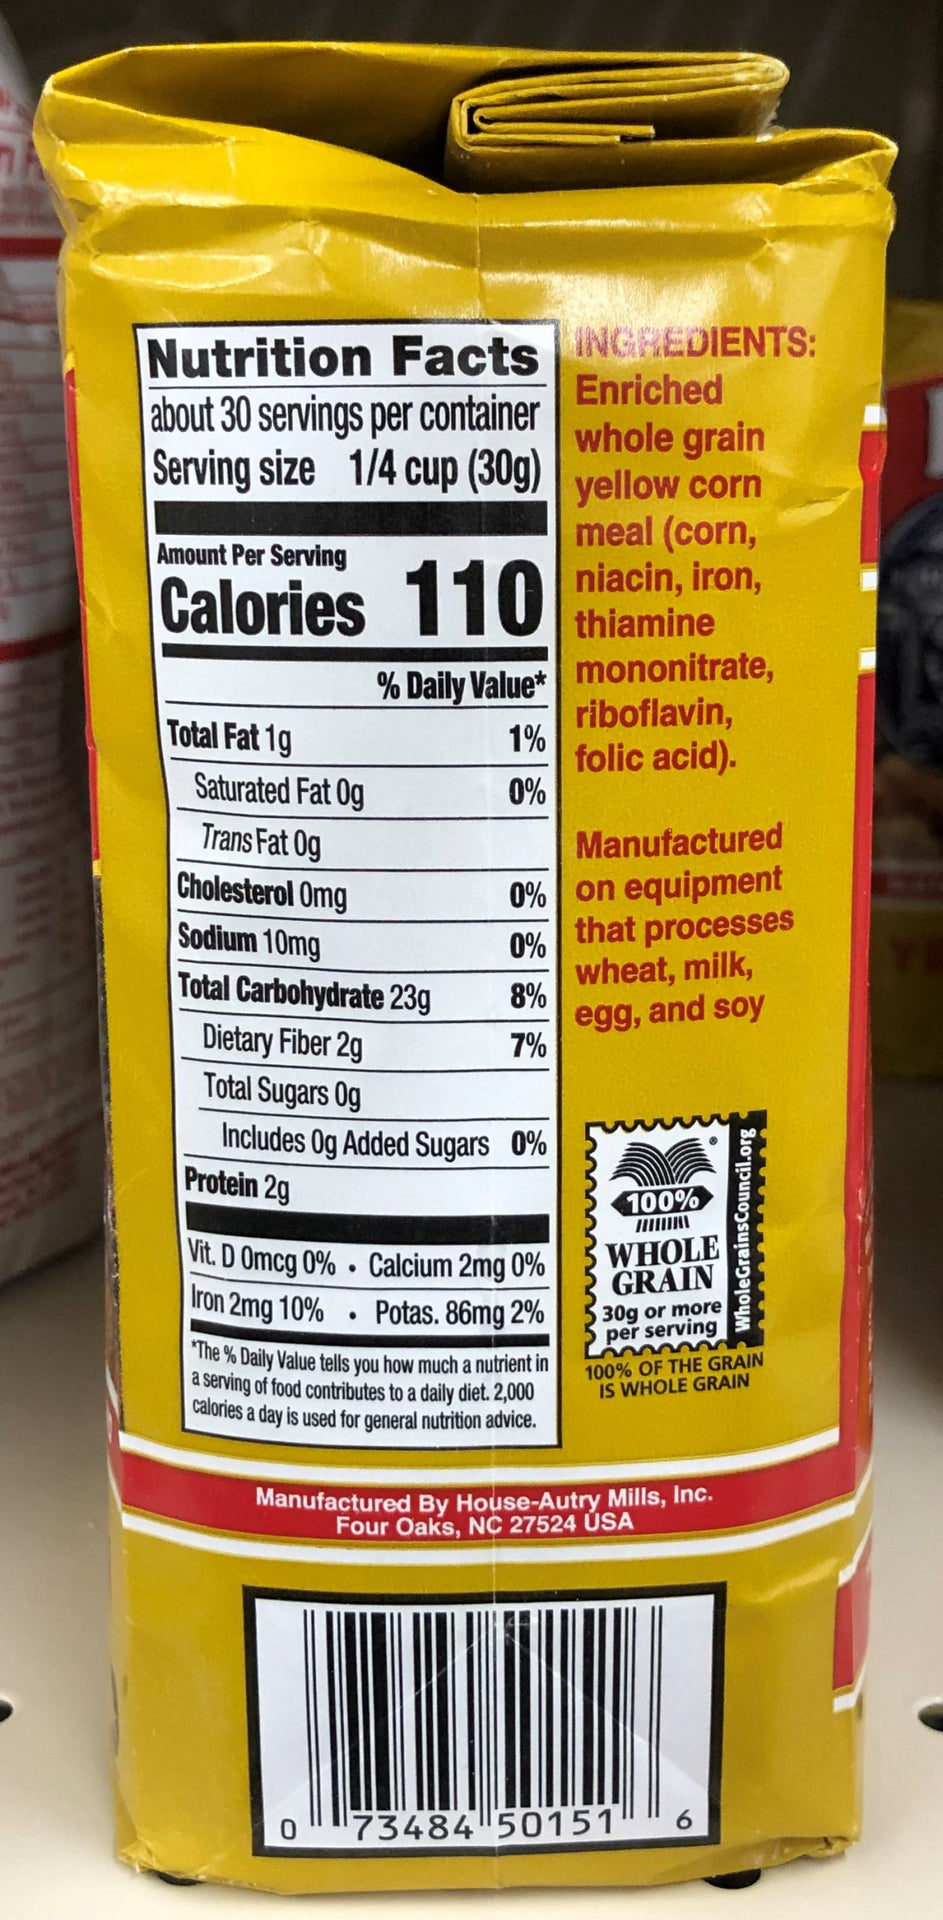 Nutrition Facts
about 30 servings per container
Serving size 1/4 cup (30g)
Amount Per Serving
Calories 110
% Daily Value*
Total Fat 1g 1%
Saturated Fat 0g 0%
Trans Fat 0g
Cholesterol 0mg 0%
Sodium 10mg 0%
Total Carbohydrate 23g 8%
Dietary Fiber 2g 7%
Total Sugars 0g
Includes 0g Added Sugars 0%
Protein 2g
Vit. D 0mcg 0% • Calcium 2mg 0%
Iron 2mg 10% • Potas. 86mg 2%
*The % Daily Value tells you how much a nutrient in
a serving of food contributes to a daily diet. 2,000
calories a day is used for general nutrition advice.
INGREDIENTS:
Enriched
whole grain
yellow corn
meal (corn,
niacin, iron,
thiamine
mononitrate,
riboflavin,
folic acid).
Manufactured
on equipment
that processes
wheat, milk,
egg, and soy
®
100%
WHOLE
GRAIN
30g or more
per serving
WholeGrainsCouncil.org
100% OF THE GRAIN
IS WHOLE GRAIN
Manufactured By House-Autry Mills, Inc.
Four Oaks, NC 27524 USA
0 73484 50151 6